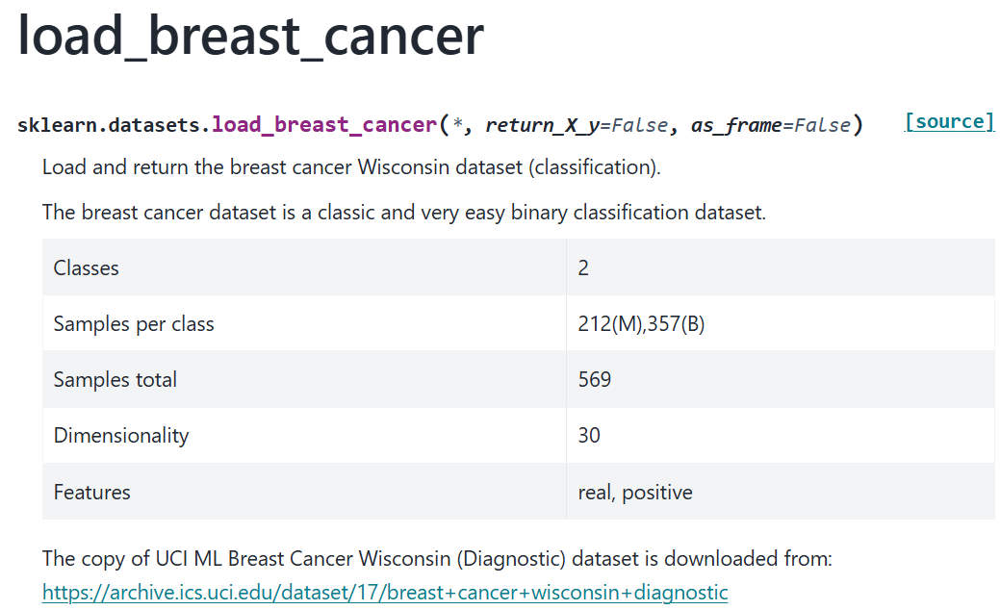 load_breast_cancer
sklearn.datasets.load_breast_cancer(*, return_X_y=False, as_frame=False) [source]
Load and return the breast cancer Wisconsin dataset (classification).
The breast cancer dataset is a classic and very easy binary classification dataset.
Classes 2
Samples per class 212(M),357(B)
Samples total 569
Dimensionality 30
Features real, positive
The copy of UCI ML Breast Cancer Wisconsin (Diagnostic) dataset is downloaded from:
https://archive.ics.uci.edu/dataset/17/breast+cancer+wisconsin+diagnostic